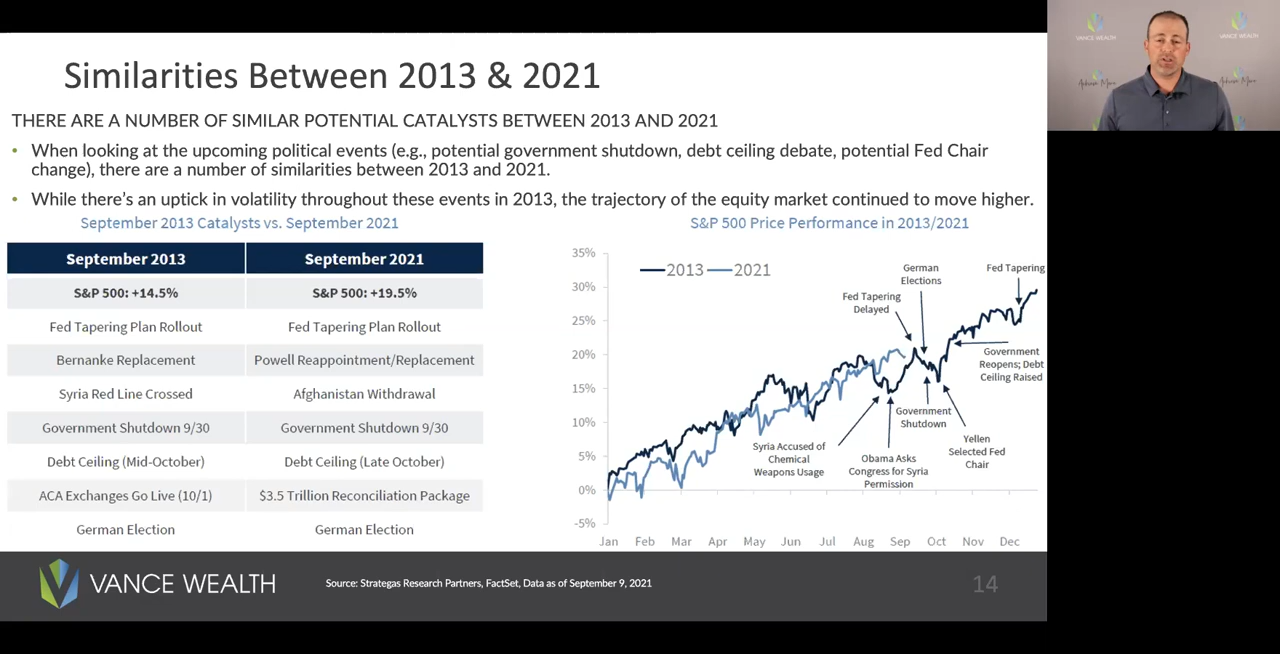 Similarities Between 2013 & 2021
THERE ARE A NUMBER OF SIMILAR POTENTIAL CATALYSTS BETWEEN 2013 AND 2021
• When looking at the upcoming political events (e.g., potential government shutdown, debt ceiling debate, potential Fed Chair
change), there are a number of similarities between 2013 and 2021.
• While there's an uptick in volatility throughout these events in 2013, the trajectory of the equity market continued to move higher.
September 2013 Catalysts vs. September 2021
September 2013 September 2021
S&P 500: +14.5% S&P 500: +19.5%
Fed Tapering Plan Rollout Fed Tapering Plan Rollout
Bernanke Replacement Powell Reappointment/Replacement
Syria Red Line Crossed Afghanistan Withdrawal
Government Shutdown 9/30 Government Shutdown 9/30
Debt Ceiling (Mid-October) Debt Ceiling (Late October)
ACA Exchanges Go Live (10/1) $3.5 Trillion Reconciliation Package
German Election German Election
S&P 500 Price Performance in 2013/2021
35%
30%
25%
20%
15%
10%
5%
0%
-5%
2013 2021
German
Elections
Fed Tapering
Fed Tapering
Delayed
Government
Reopens; Debt
Ceiling Raised
Government
Shutdown
Yellen
Selected Fed
Chair
Syria Accused of
Chemical
Weapons Usage
Obama Asks
Congress for Syria
Permission
Jan Feb Mar Apr May Jun Jul Aug Sep Oct Nov Dec
VANCE WEALTH
Source: Strategas Research Partners, FactSet, Data as of September 9, 2021
14
VANCE WEALTH
VANCE WEALTH